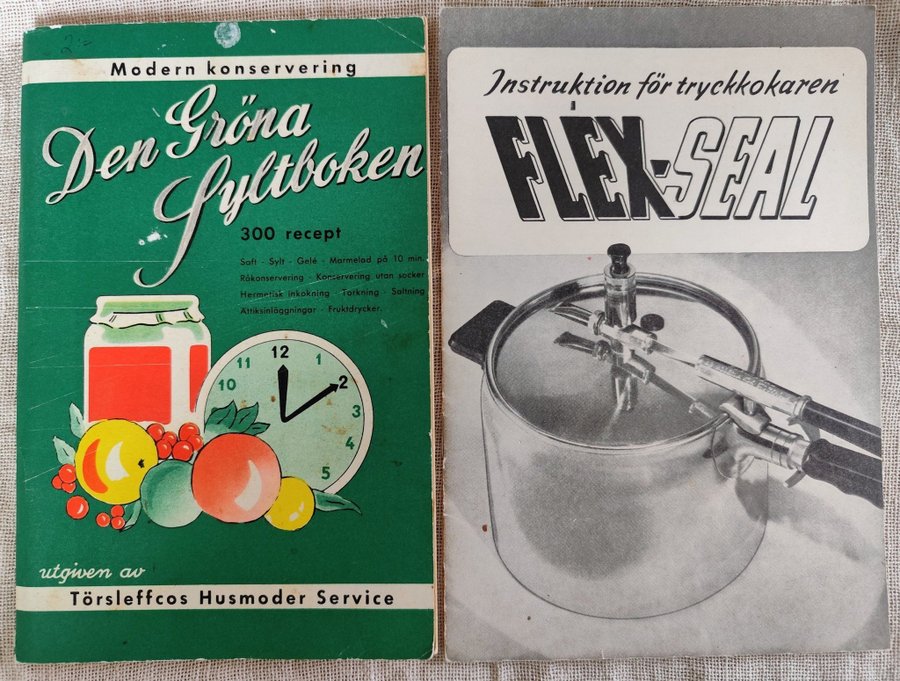 2:-
Modern konservering
Den Gröna
Syltboken
300 recept
Saft - Sylt - Gelé - Marmelad på 10 min.
Råkonservering - Konservering utan socker
Hermetisk inkokning - Torkning - Saltning
Ättiksinläggningar - Fruktdrycker.
12
11 1
10 2
3
4
5
utgiven av
Törsleffcos Husmoder Service
Instruktion för tryckkokaren
FLEX-SEAL